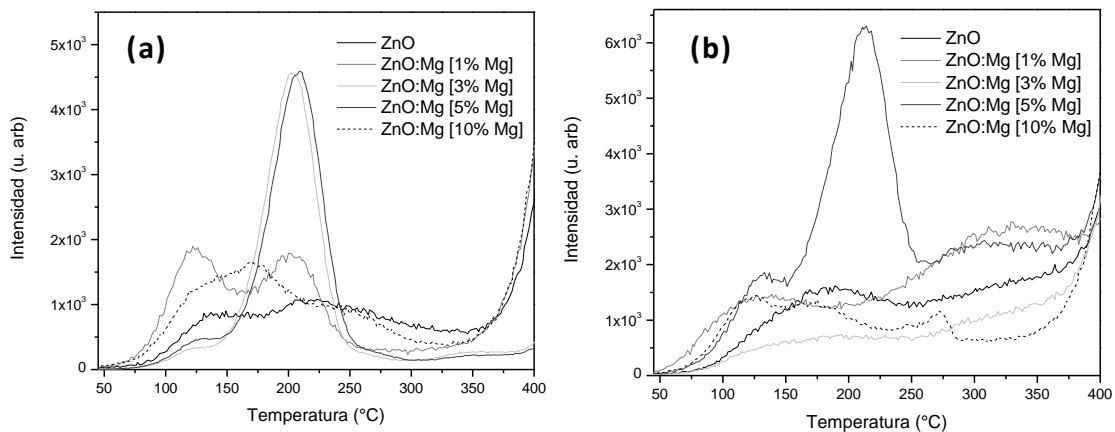 (a)
ZnO
ZnO:Mg [1% Mg]
ZnO:Mg [3% Mg]
ZnO:Mg [5% Mg]
ZnO:Mg [10% Mg]
Intensidad (u. arb)
5x10³
4x10³
3x10³
2x10³
1x10³
0
50 100 150 200 250 300 350 400
Temperatura (°C)
(b)
ZnO
ZnO:Mg [1% Mg]
ZnO:Mg [3% Mg]
ZnO:Mg [5% Mg]
ZnO:Mg [10% Mg]
Intensidad (u. arb)
6x10³
5x10³
4x10³
3x10³
2x10³
1x10³
0
50 100 150 200 250 300 350 400
Temperatura (°C)